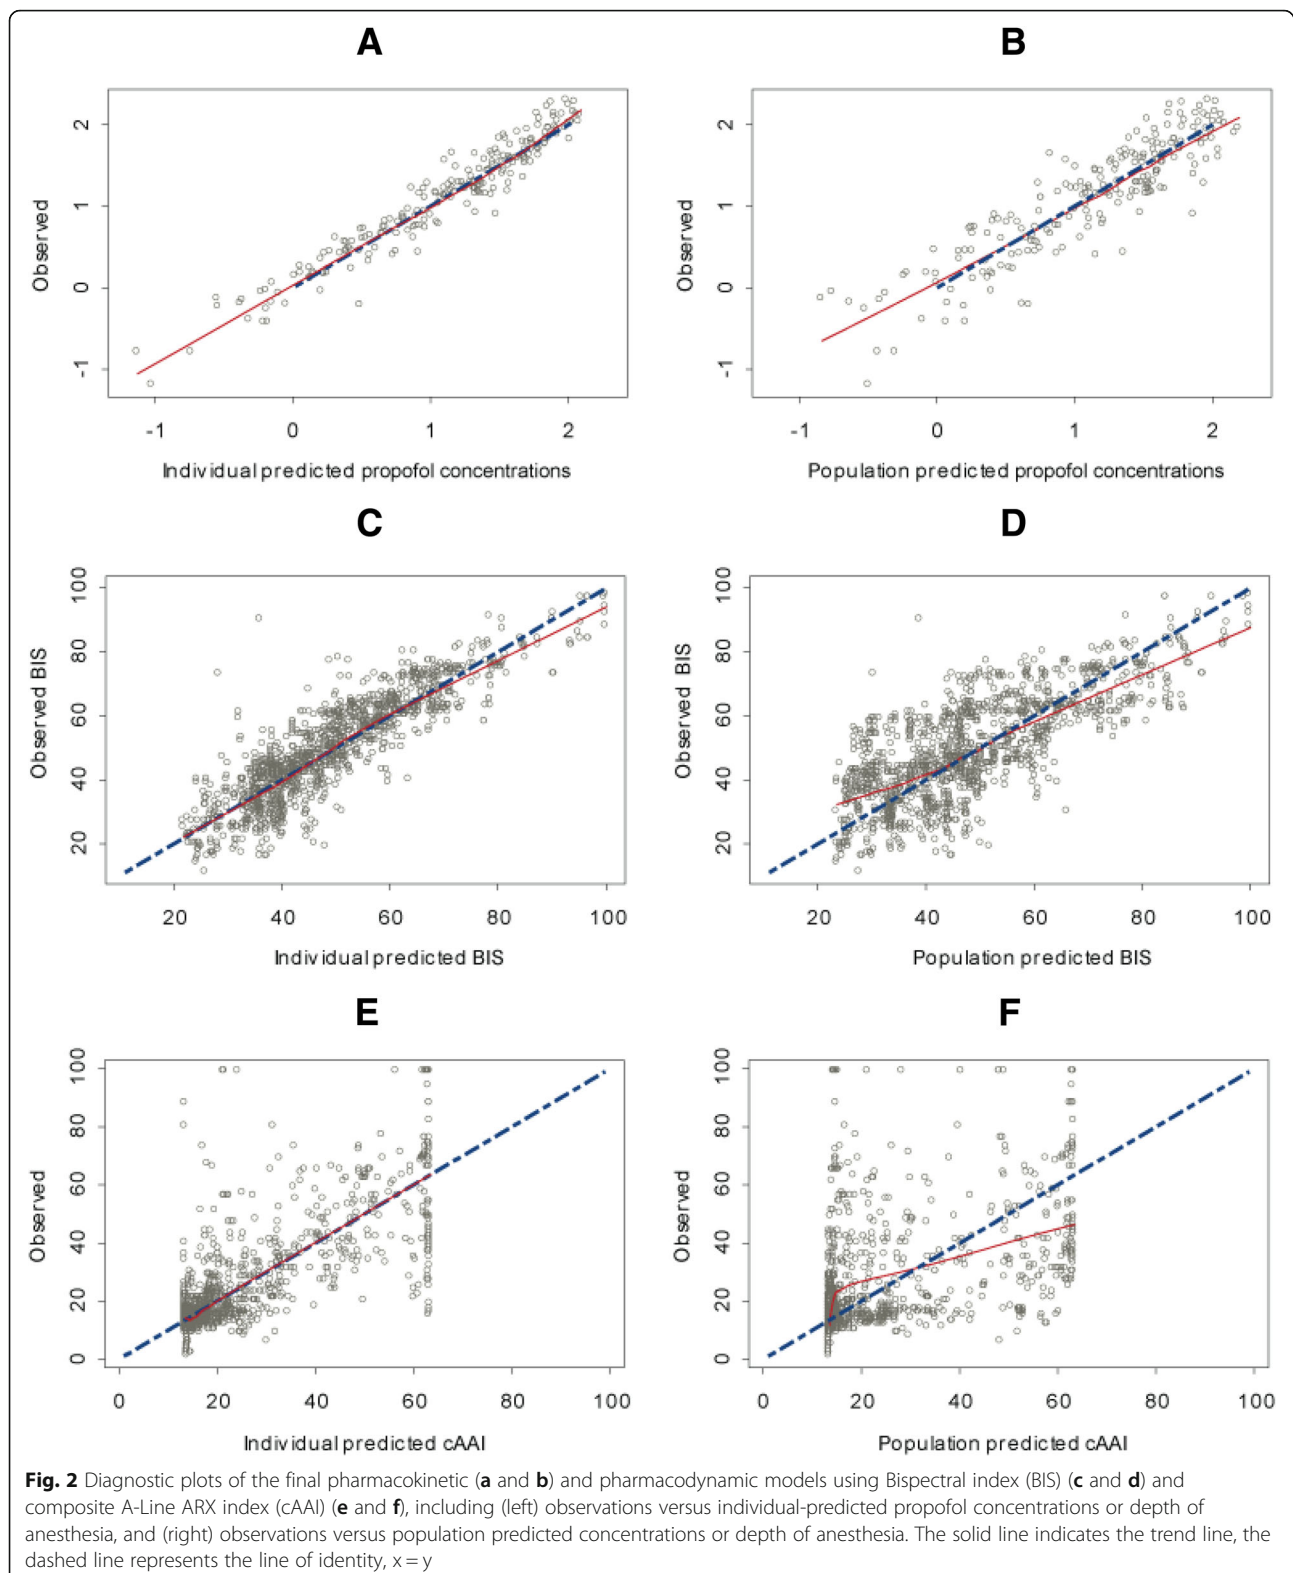 A
B
2
1
0
-1
Observed
-1
0
1
2
Individual predicted propofol concentrations
2
1
0
-1
Observed
-1
0
1
2
Population predicted propofol concentrations
C
D
100
80
60
40
20
Observed BIS
20
40
60
80
100
Individual predicted BIS
100
80
60
40
20
Observed BIS
20
40
60
80
100
Population predicted BIS
E
F
100
80
60
40
20
0
Observed
0
20
40
60
80
100
Individual predicted cAAI
100
80
60
40
20
0
Observed
0
20
40
60
80
100
Population predicted cAAI
Fig. 2 Diagnostic plots of the final pharmacokinetic (a and b) and pharmacodynamic models using Bispectral index (BIS) (c and d) and
composite A-Line ARX index (cAAI) (e and f), including (left) observations versus individual-predicted propofol concentrations or depth of
anesthesia, and (right) observations versus population predicted concentrations or depth of anesthesia. The solid line indicates the trend line, the
dashed line represents the line of identity, x = y